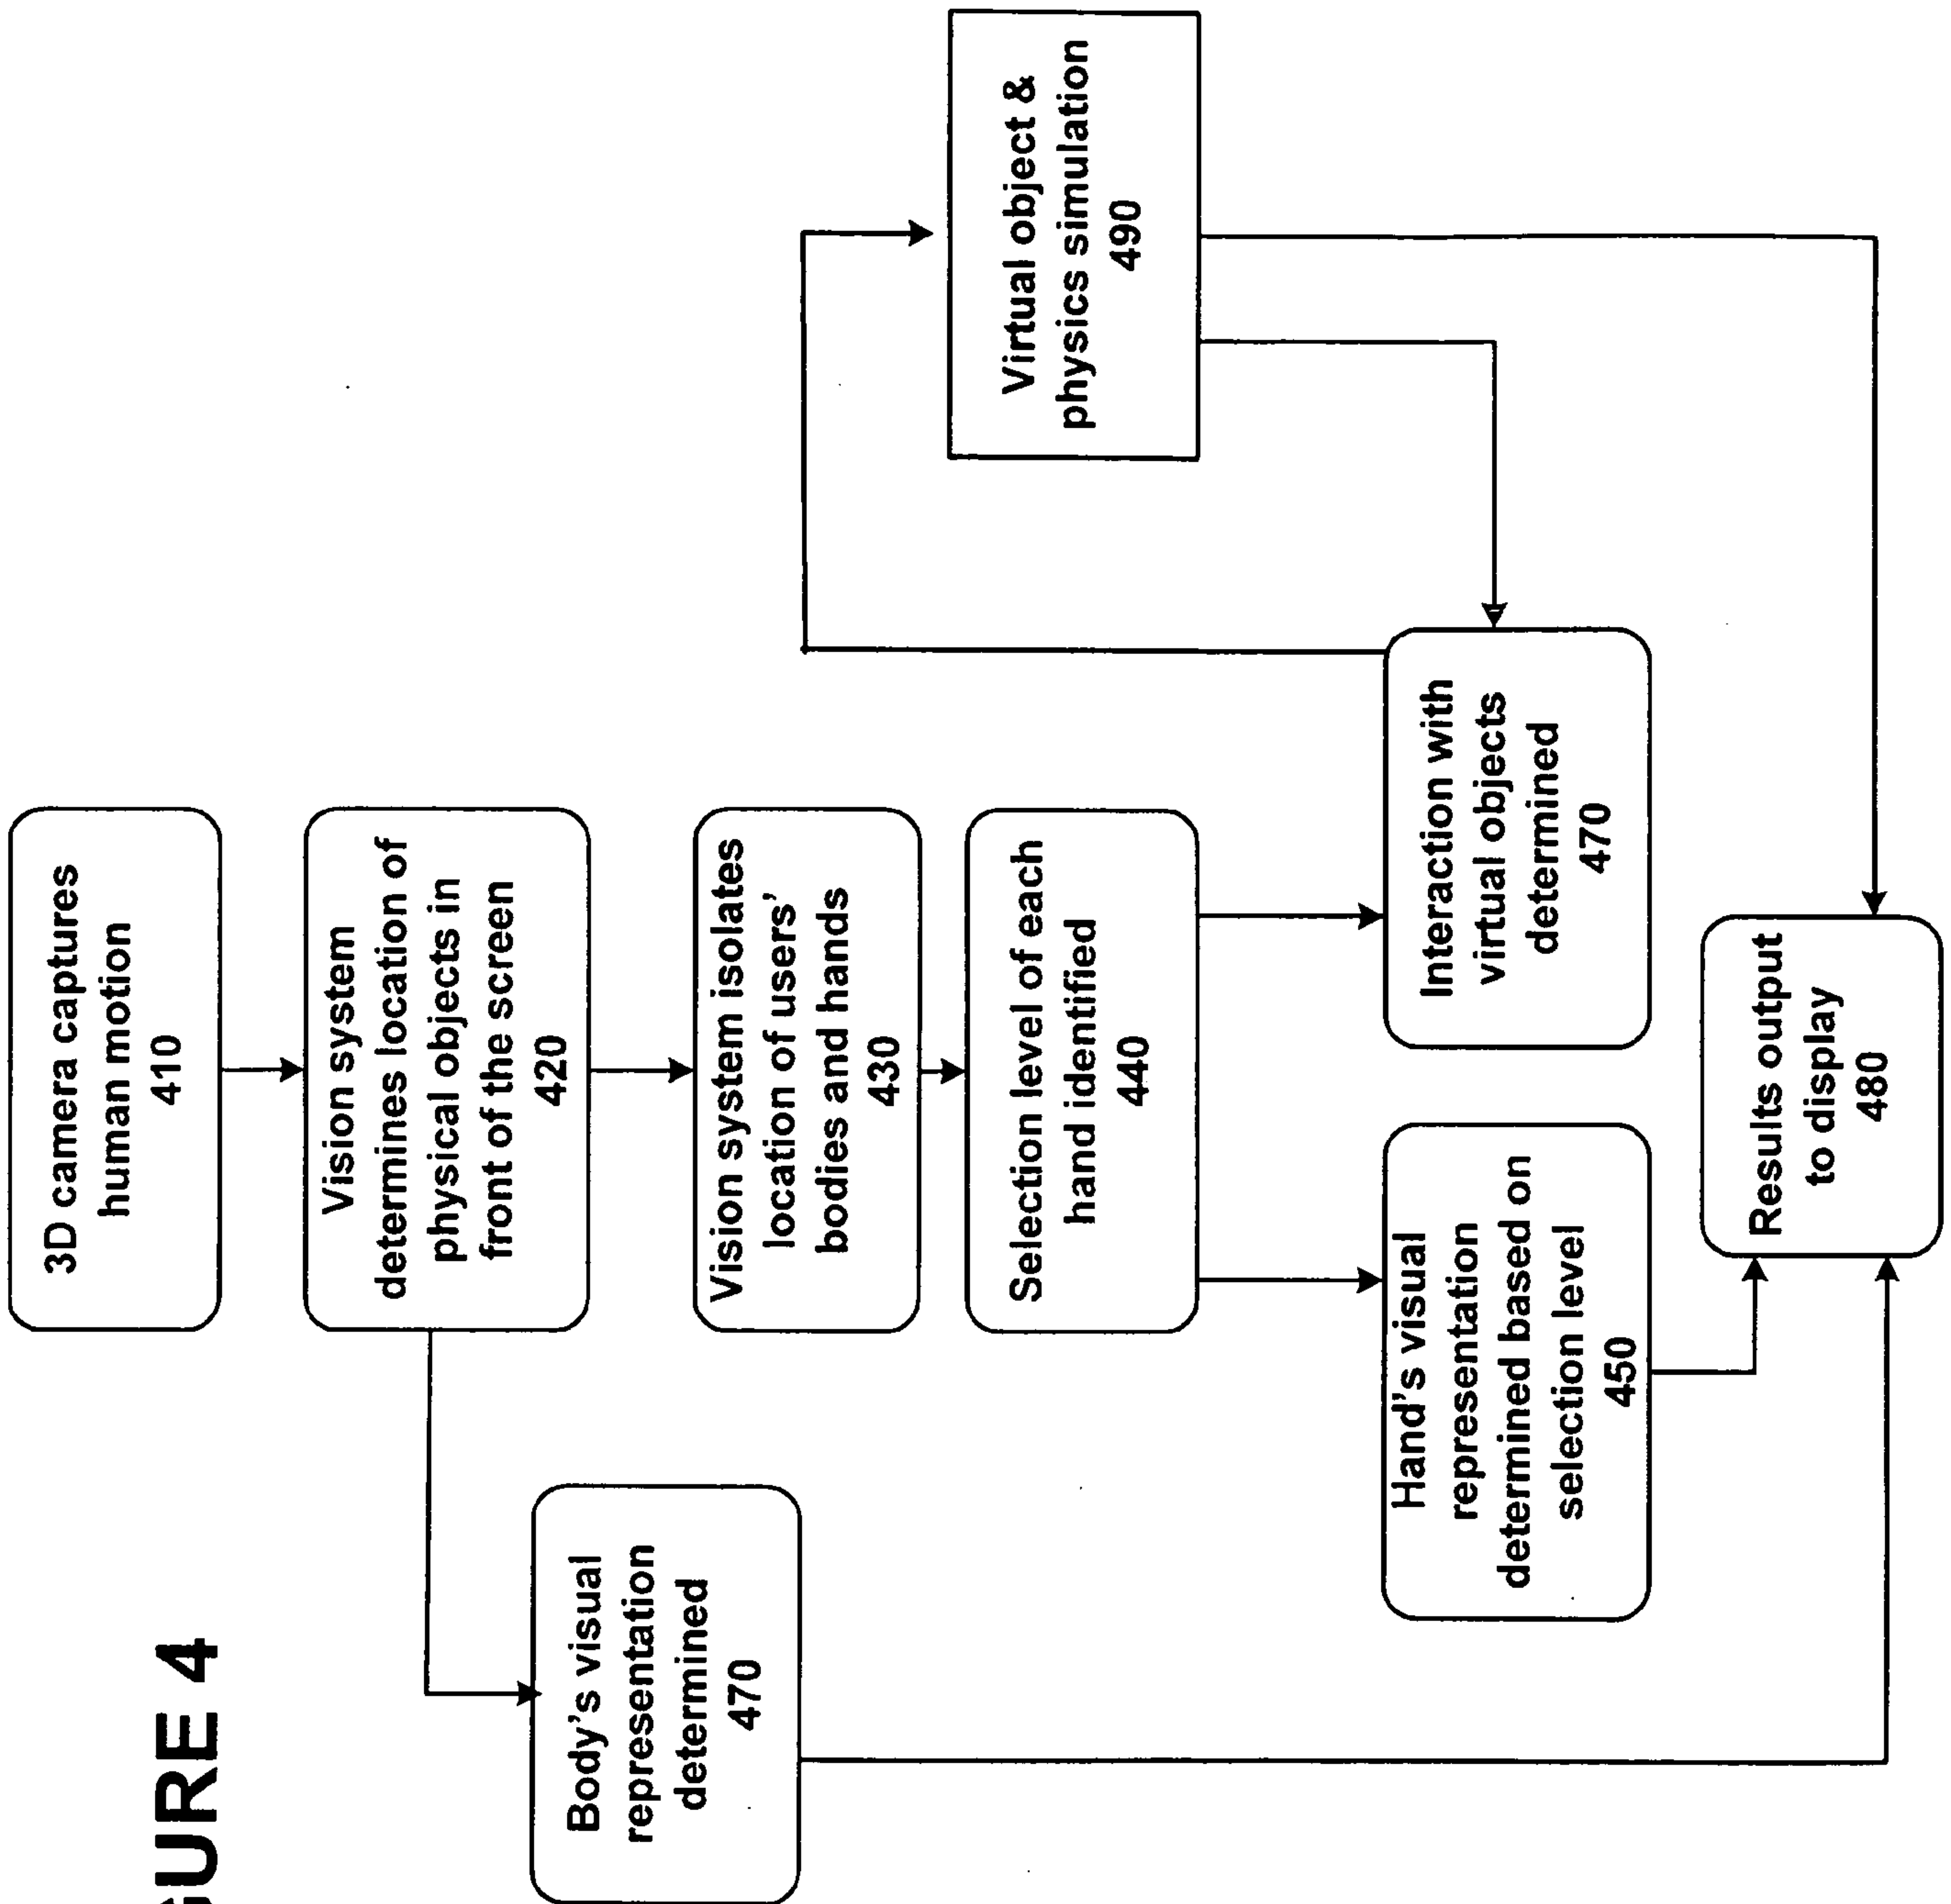 GURE 4
3D camera captures
human motion
410
Vision system
determines location of
physical objects in
front of the screen
420
Body's visual
representation
determined
470
Vision system isolates
location of users'
bodies and hands
430
Selection level of each
hand identified
440
Virtual object &
physics simulation
490
Hand's visual
representation
determined based on
selection level
450
Interaction with
virtual objects
determined
470
Results output
to display
480